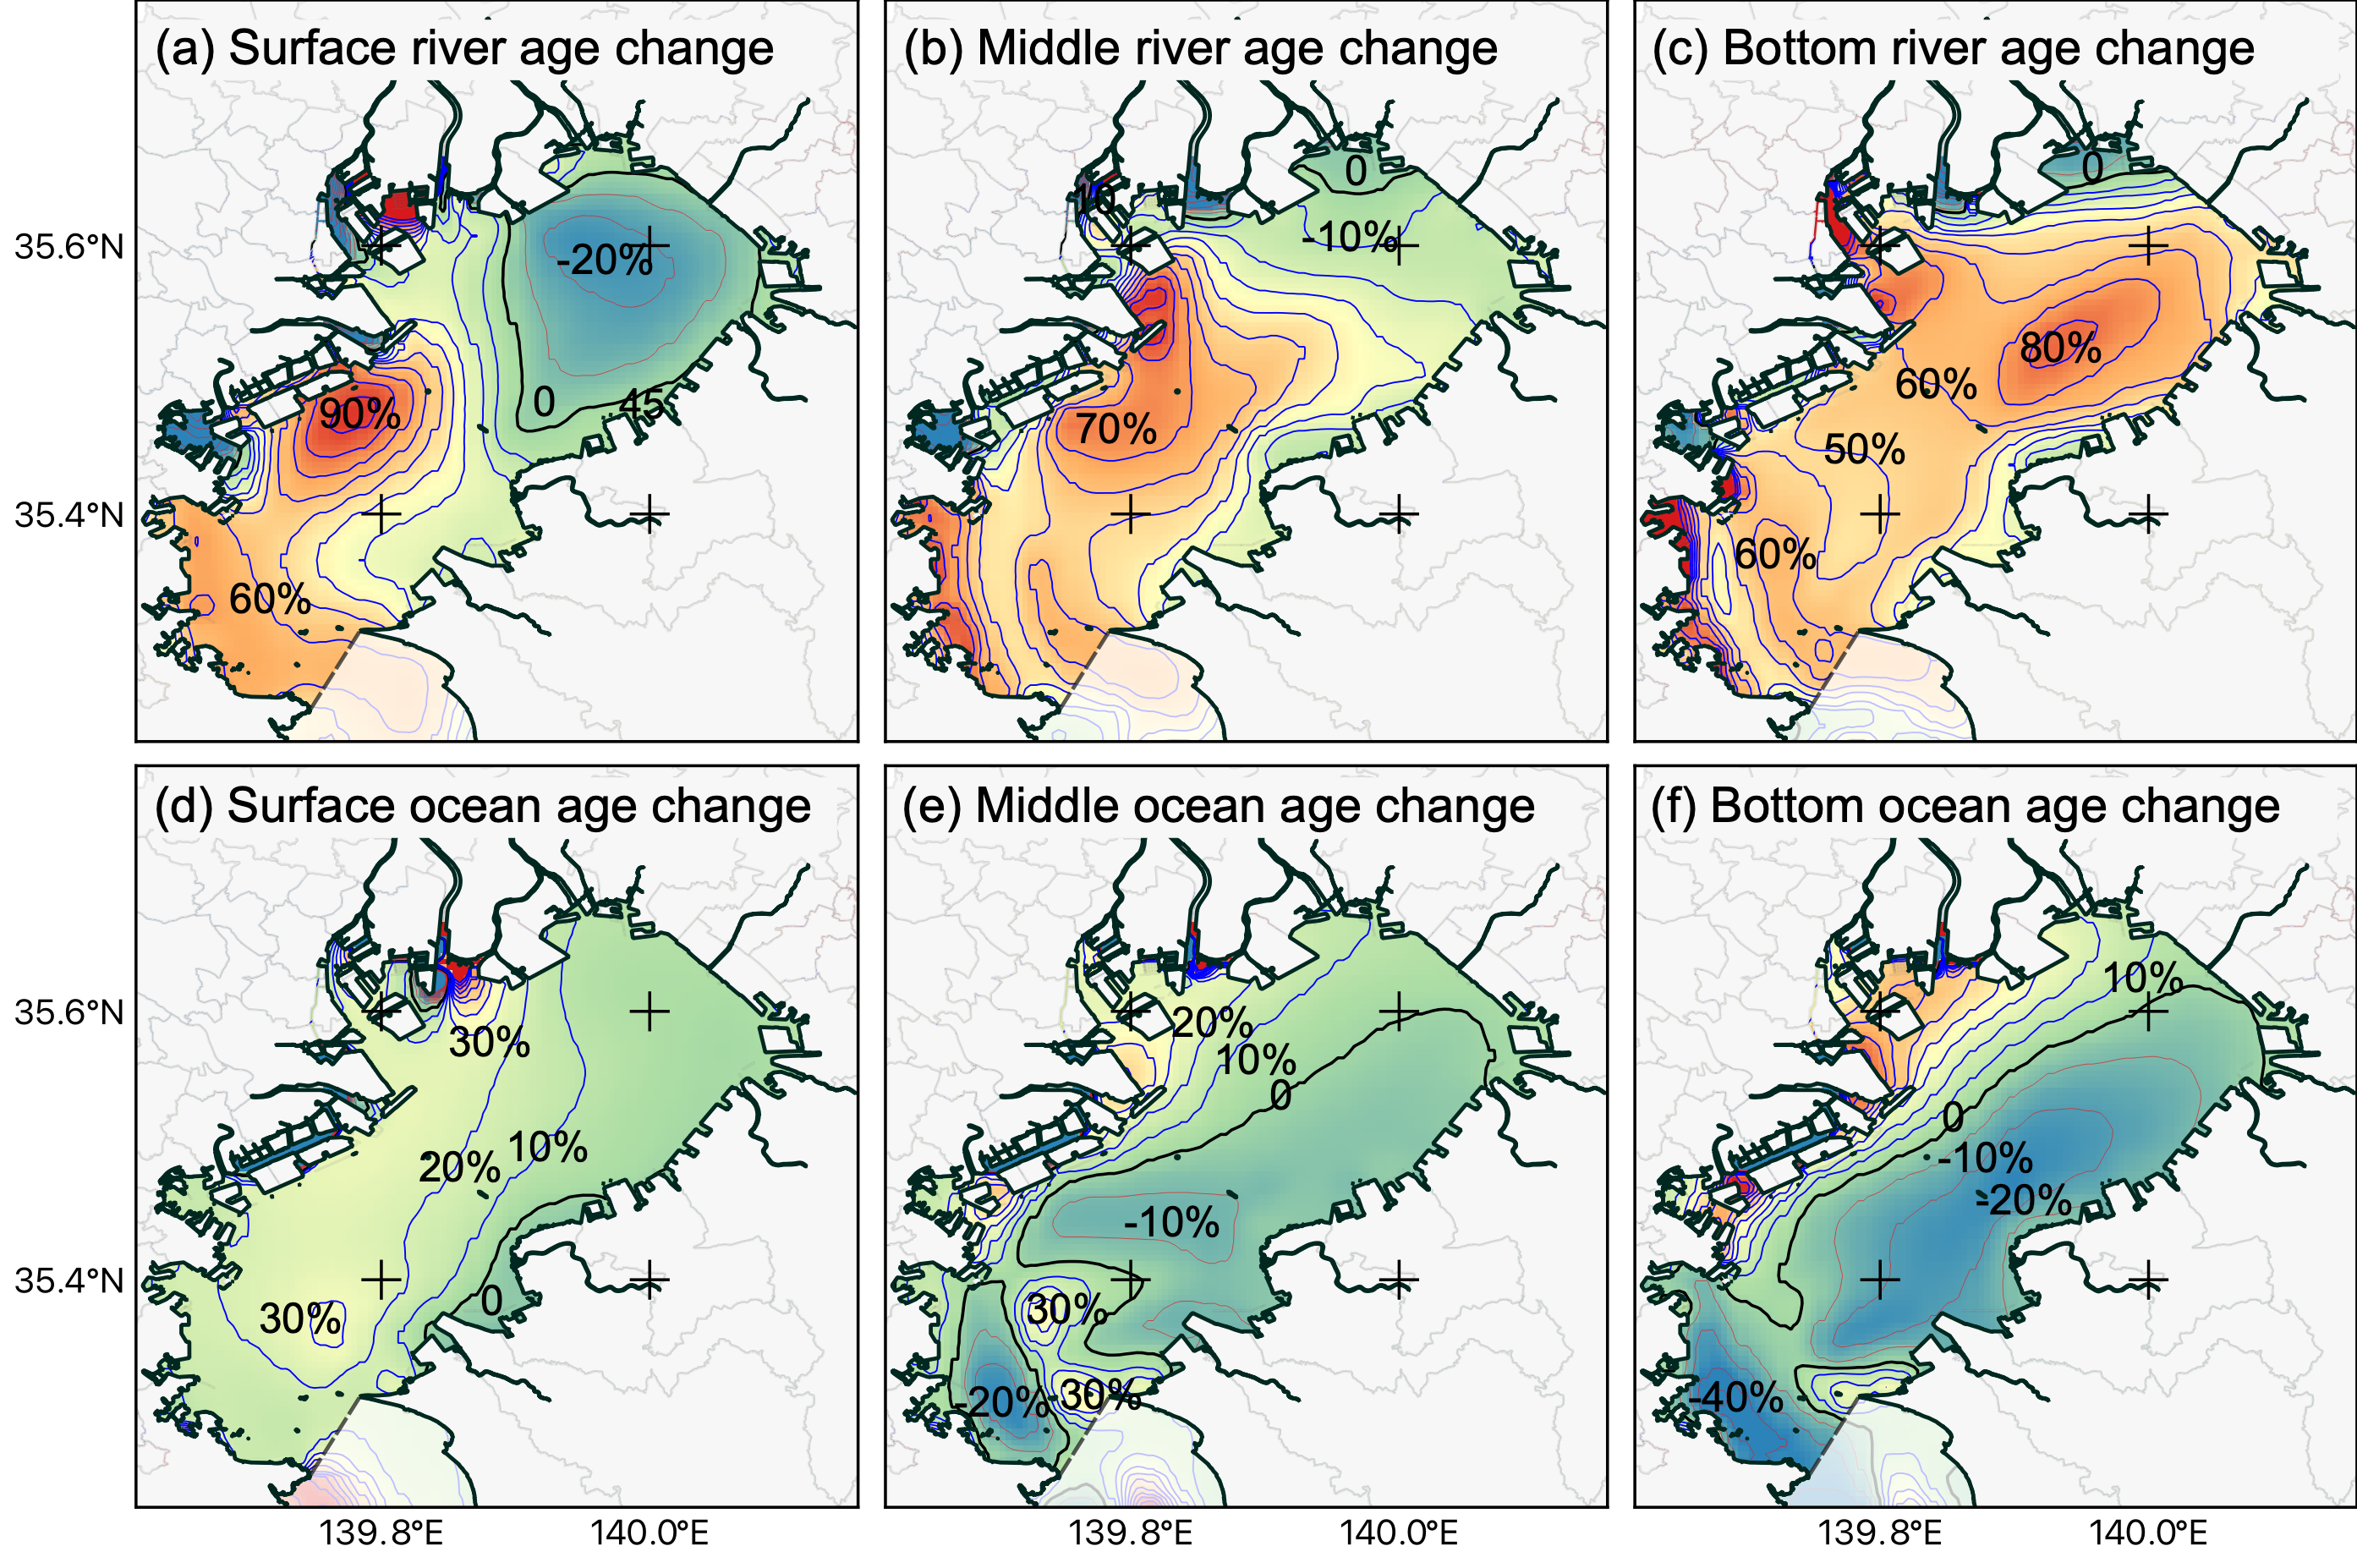 (a) Surface river age change
(b) Middle river age change
(c) Bottom river age change
35.6°N
-20%
0
45
90%
35.4°N
60%
0
10
-10%
70%
0
80%
60%
50%
60%
(d) Surface ocean age change
(e) Middle ocean age change
(f) Bottom ocean age change
35.6°N
30%
20%
10%
35.4°N
0
30%
20%
10%
0
-10%
30%
-20%
30%
10%
0
-10%
-20%
-40%
139.8°E
140.0°E
139.8°E
140.0°E
139.8°E
140.0°E